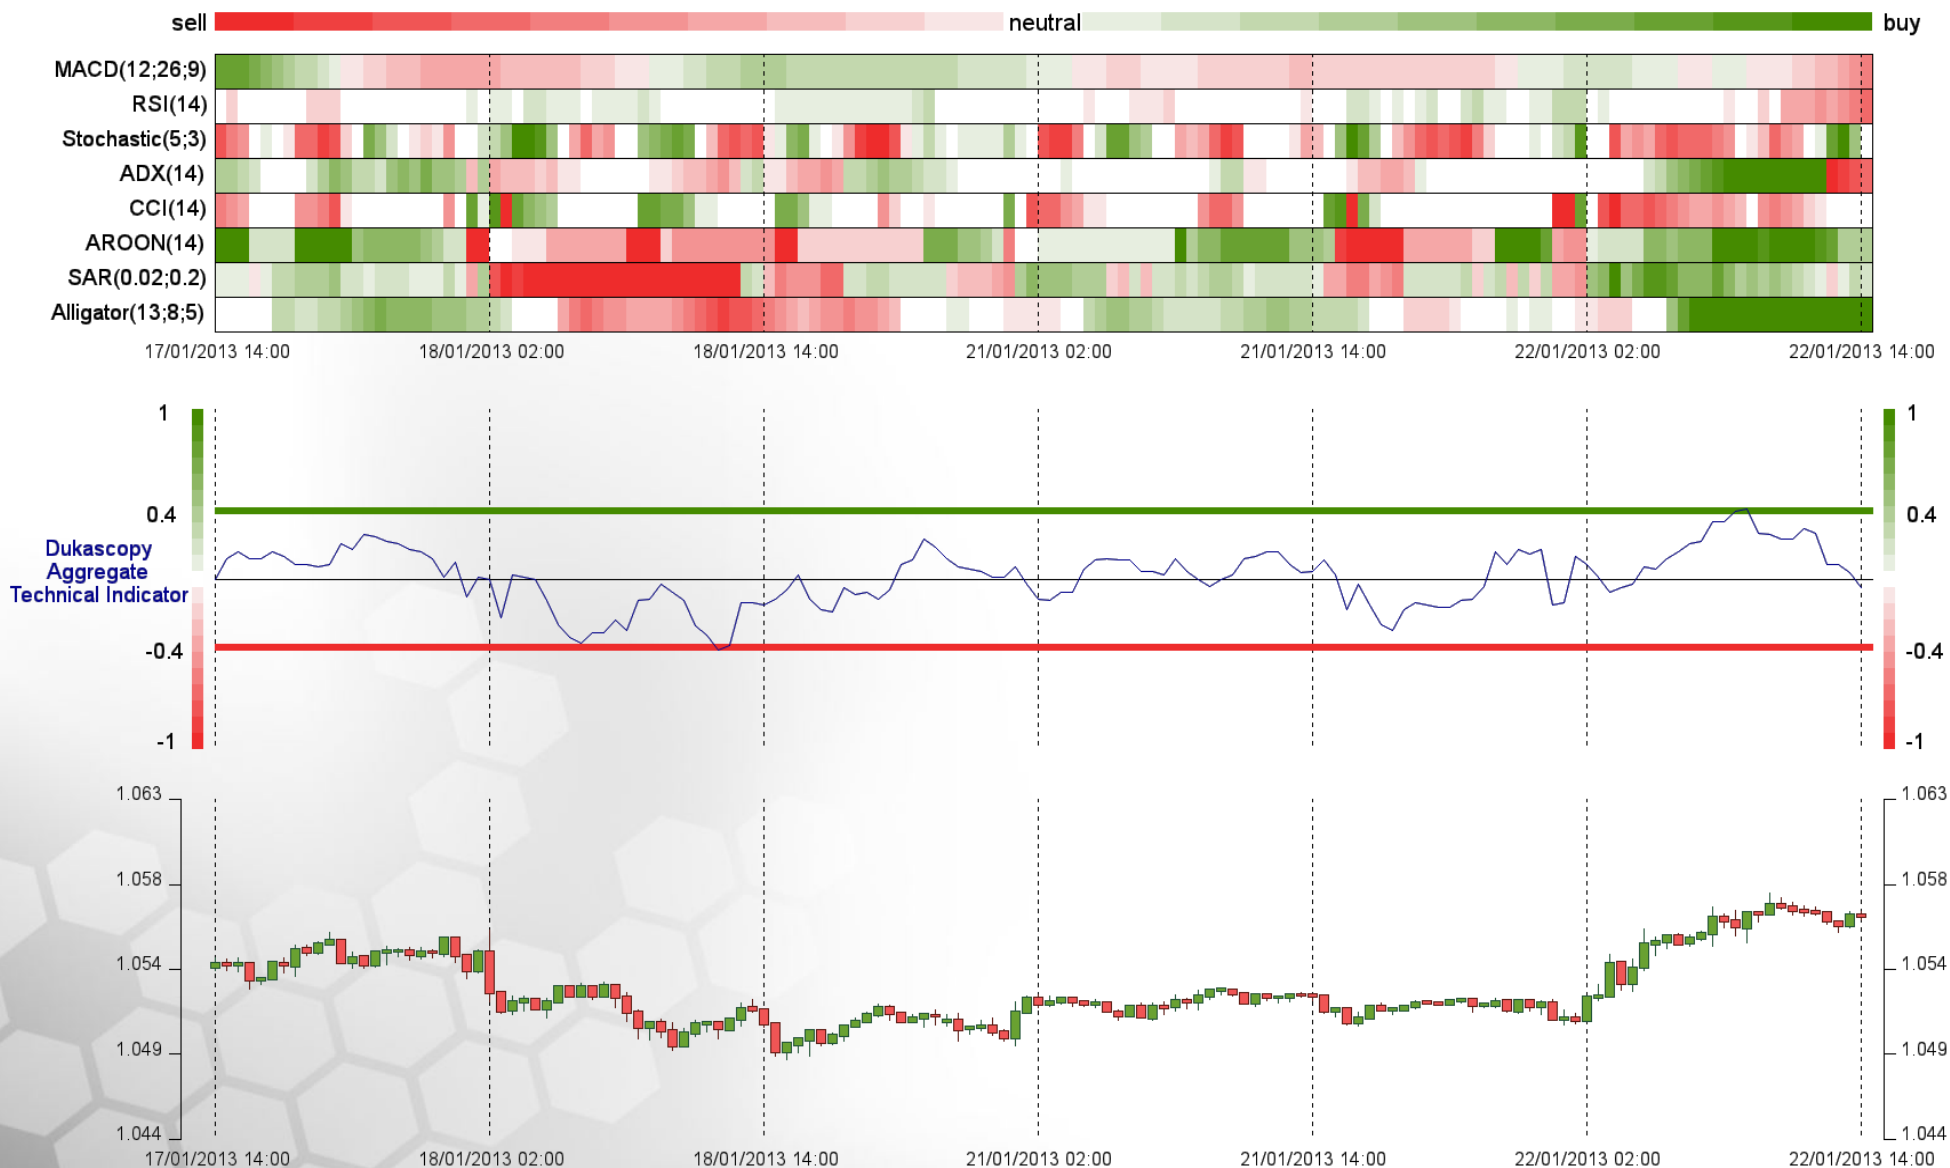 sell neutral buy
MACD(12;26;9)
RSI(14)
Stochastic(5;3)
ADX(14)
CCI(14)
AROON(14)
SAR(0.02;0.2)
Alligator(13;8;5)
17/01/2013 14:00 18/01/2013 02:00 18/01/2013 14:00 21/01/2013 02:00 21/01/2013 14:00 22/01/2013 02:00 22/01/2013 14:00
1 1
0.4 0.4
Dukascopy
Aggregate
Technical Indicator
-0.4 -0.4
-1 -1
1.063 1.063
1.058 1.058
1.054 1.054
1.049 1.049
1.044 1.044
17/01/2013 14:00 18/01/2013 02:00 18/01/2013 14:00 21/01/2013 02:00 21/01/2013 14:00 22/01/2013 02:00 22/01/2013 14:00